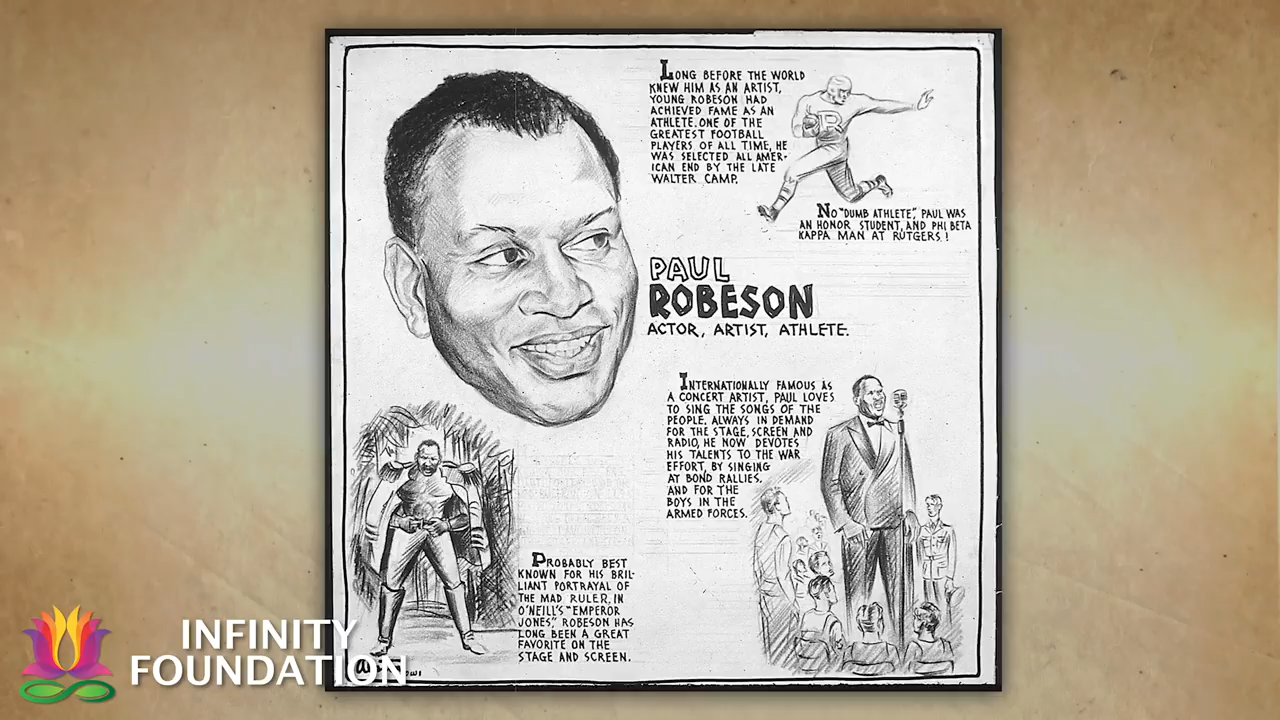 LONG BEFORE THE WORLD
KNEW HIM AS AN ARTIST,
YOUNG ROBESON HAD
ACHIEVED FAME AS AN
ATHLETE. ONE OF THE
GREATEST FOOTBALL
PLAYERS OF ALL TIME, HE
WAS SELECTED ALL AMER-
ICAN END BY THE LATE
WALTER CAMP.
R
NO "DUMB ATHLETE", PAUL WAS
AN HONOR STUDENT, AND PHI BETA
KAPPA MAN AT RUTGERS!
PAUL
ROBESON
ACTOR, ARTIST, ATHLETE.
INTERNATIONALLY FAMOUS AS
A CONCERT ARTIST, PAUL LOVES
TO SING THE SONGS OF THE
PEOPLE. ALWAYS IN DEMAND
FOR THE STAGE, SCREEN AND
RADIO, HE NOW DEVOTES
HIS TALENTS TO THE WAR
EFFORT, BY SINGING
AT BOND RALLIES,
AND FOR THE
BOYS IN THE
ARMED FORCES.
PROBABLY BEST
KNOWN FOR HIS BRIL-
LIANT PORTRAYAL OF
THE MAD RULER, IN
O'NEILL'S "EMPEROR
JONES," ROBESON HAS
LONG BEEN A GREAT
FAVORITE ON THE
STAGE AND SCREEN.
INFINITY
FOUNDATION